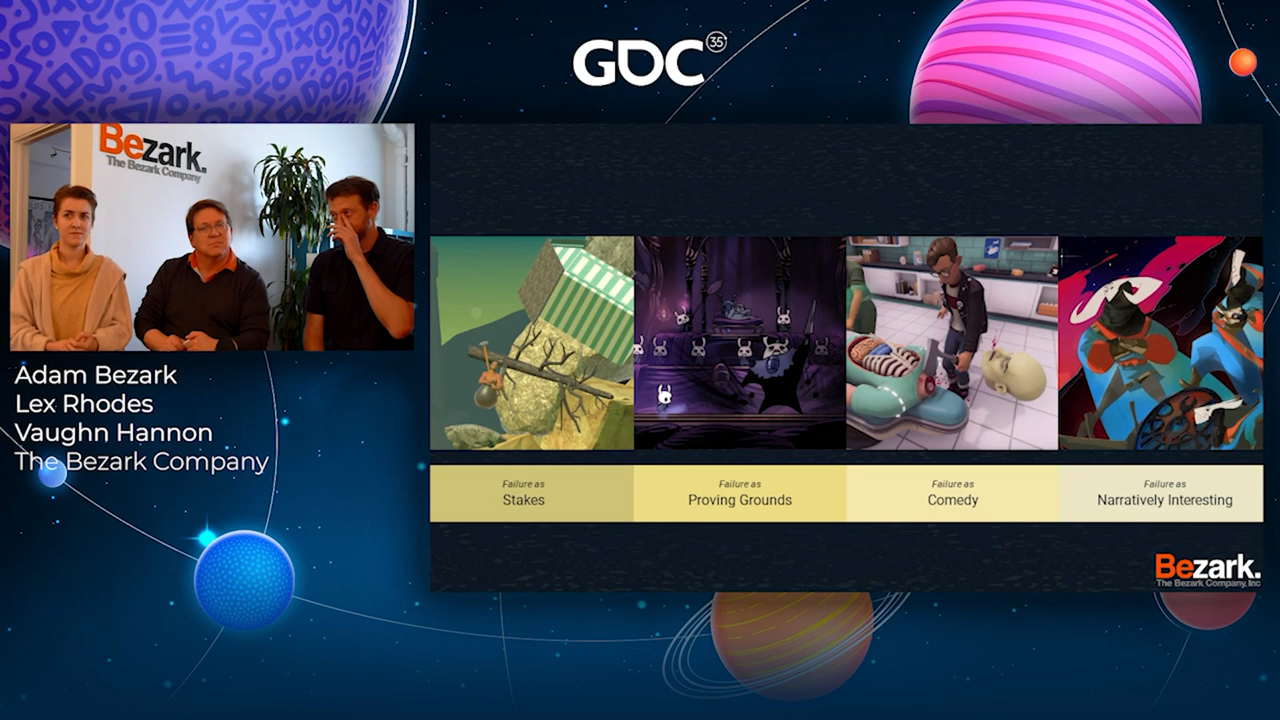 GDC 35
Bezark.
The Bezark Company
Adam Bezark
Lex Rhodes
Vaughn Hannon
The Bezark Company
Failure as
Stakes
Failure as
Proving Grounds
Failure as
Comedy
Failure as
Narratively Interesting
Bezark.
The Bezark Company, Inc